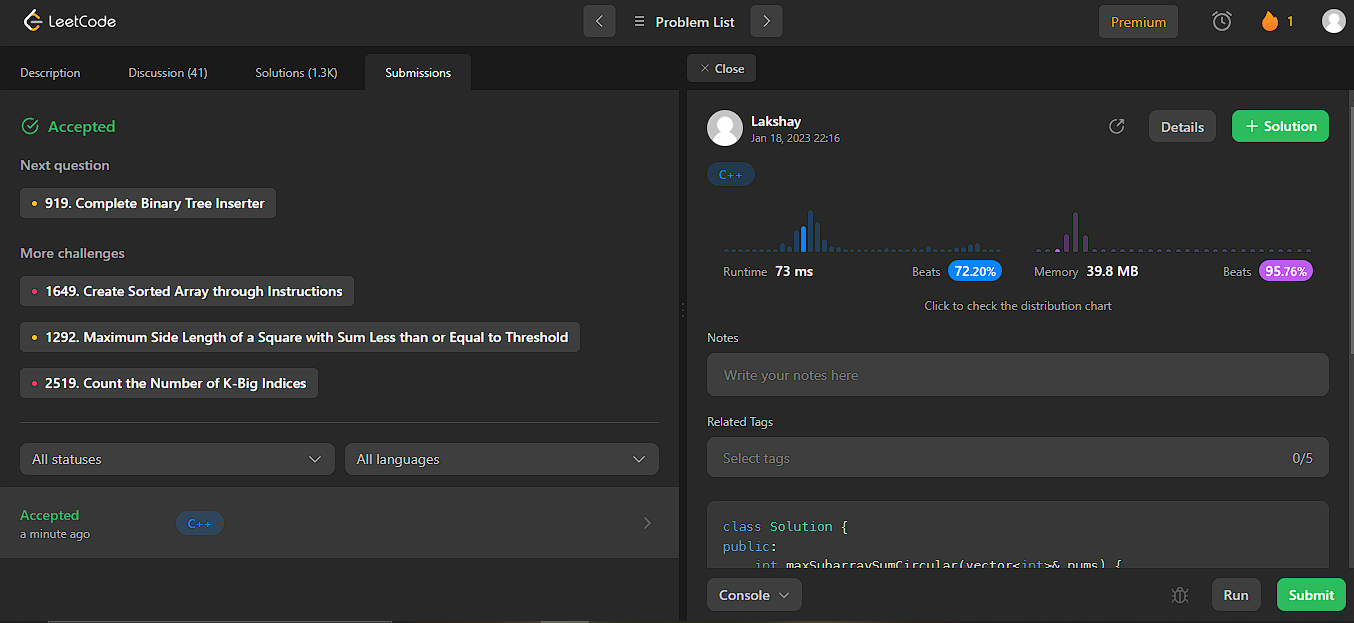 LeetCode
Problem List
Premium
1
Description
Discussion (41)
Solutions (1.3K)
Submissions
Close
Accepted
Next question
919. Complete Binary Tree Inserter
More challenges
1649. Create Sorted Array through Instructions
1292. Maximum Side Length of a Square with Sum Less than or Equal to Threshold
2519. Count the Number of K-Big Indices
All statuses
All languages
Accepted
a minute ago
C++
Lakshay
Jan 18, 2023 22:16
Details
+ Solution
C++
Runtime 73 ms
Beats 72.20%
Memory 39.8 MB
Beats 95.76%
Click to check the distribution chart
Notes
Write your notes here
Related Tags
Select tags
0/5
class Solution {
public:
int maxSubarraySumCircular(vector<int>& nums) {
Console
Run
Submit